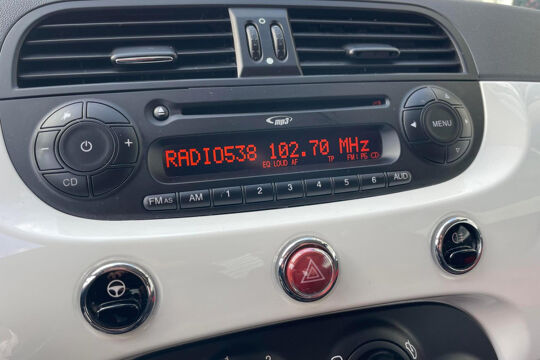 mp3
RADIO538 102.70 MHz
EQ LOUD AF TP FM1 P6 CD
− + MENU
CD
FM AS AM 1 2 3 4 5 6 AUD